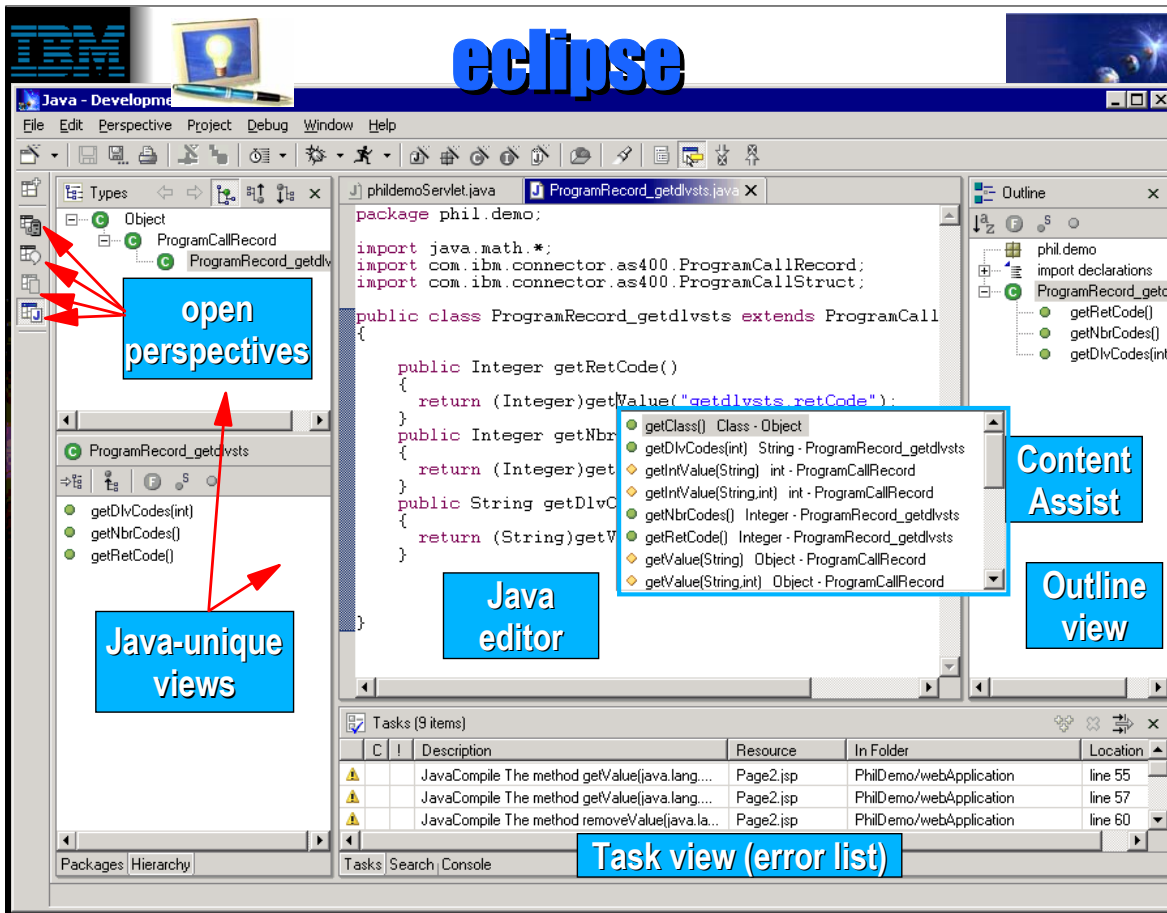 IBM
eclipse
Java - Developme
File Edit Perspective Project Debug Window Help
Types
Object
ProgramCallRecord
ProgramRecord_getdlv
open
perspectives
ProgramRecord_getdlvsts
getDlvCodes(int)
getNbrCodes()
getRetCode()
Java-unique
views
Packages Hierarchy
phildemoServlet.java ProgramRecord_getdlvsts.java
package phil.demo;
import java.math.*;
import com.ibm.connector.as400.ProgramCallRecord;
import com.ibm.connector.as400.ProgramCallStruct;
public class ProgramRecord_getdlvsts extends ProgramCall
{
public Integer getRetCode()
{
return (Integer)getValue("getdlvsts.retCode");
}
public Integer getNbr
{
return (Integer)get
}
public String getDlvC
{
return (String)getV
}
}
getClass() Class - Object
getDlvCodes(int) String - ProgramRecord_getdlvsts
getIntValue(String) int - ProgramCallRecord
getIntValue(String,int) int - ProgramCallRecord
getNbrCodes() Integer - ProgramRecord_getdlvsts
getRetCode() Integer - ProgramRecord_getdlvsts
getValue(String) Object - ProgramCallRecord
getValue(String,int) Object - ProgramCallRecord
Java
editor
Content
Assist
Outline
phil.demo
import declarations
ProgramRecord_getd
getRetCode()
getNbrCodes()
getDlvCodes(int
Outline
view
Tasks (9 items)
C ! Description Resource In Folder Location
JavaCompile The method getValue(java.lang.... Page2.jsp PhilDemo/webApplication line 55
JavaCompile The method getValue(java.lang.... Page2.jsp PhilDemo/webApplication line 57
JavaCompile The method removeValue(java.la... Page2.jsp PhilDemo/webApplication line 60
Tasks Search Console
Task view (error list)